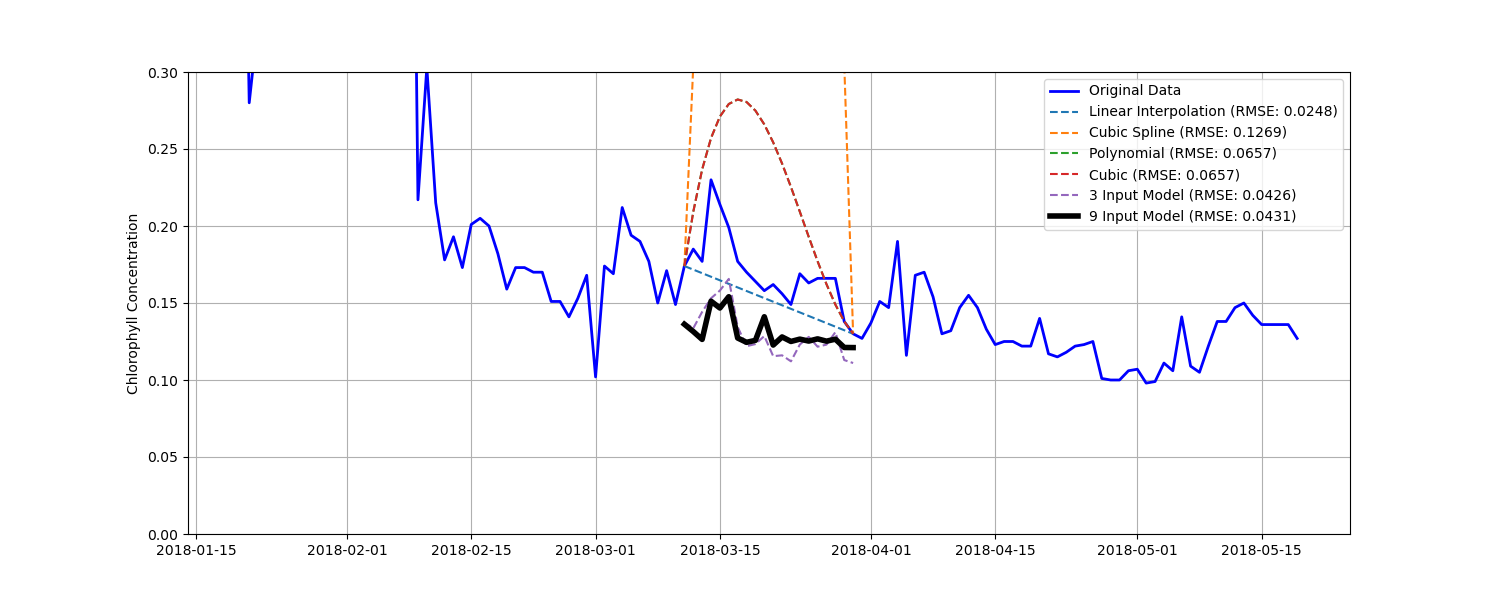 0.30
0.25
0.20
0.15
0.10
0.05
0.00
Chlorophyll Concentration
2018-01-15
2018-02-01
2018-02-15
2018-03-01
2018-03-15
2018-04-01
2018-04-15
2018-05-01
2018-05-15
Original Data
Linear Interpolation (RMSE: 0.0248)
Cubic Spline (RMSE: 0.1269)
Polynomial (RMSE: 0.0657)
Cubic (RMSE: 0.0657)
3 Input Model (RMSE: 0.0426)
9 Input Model (RMSE: 0.0431)